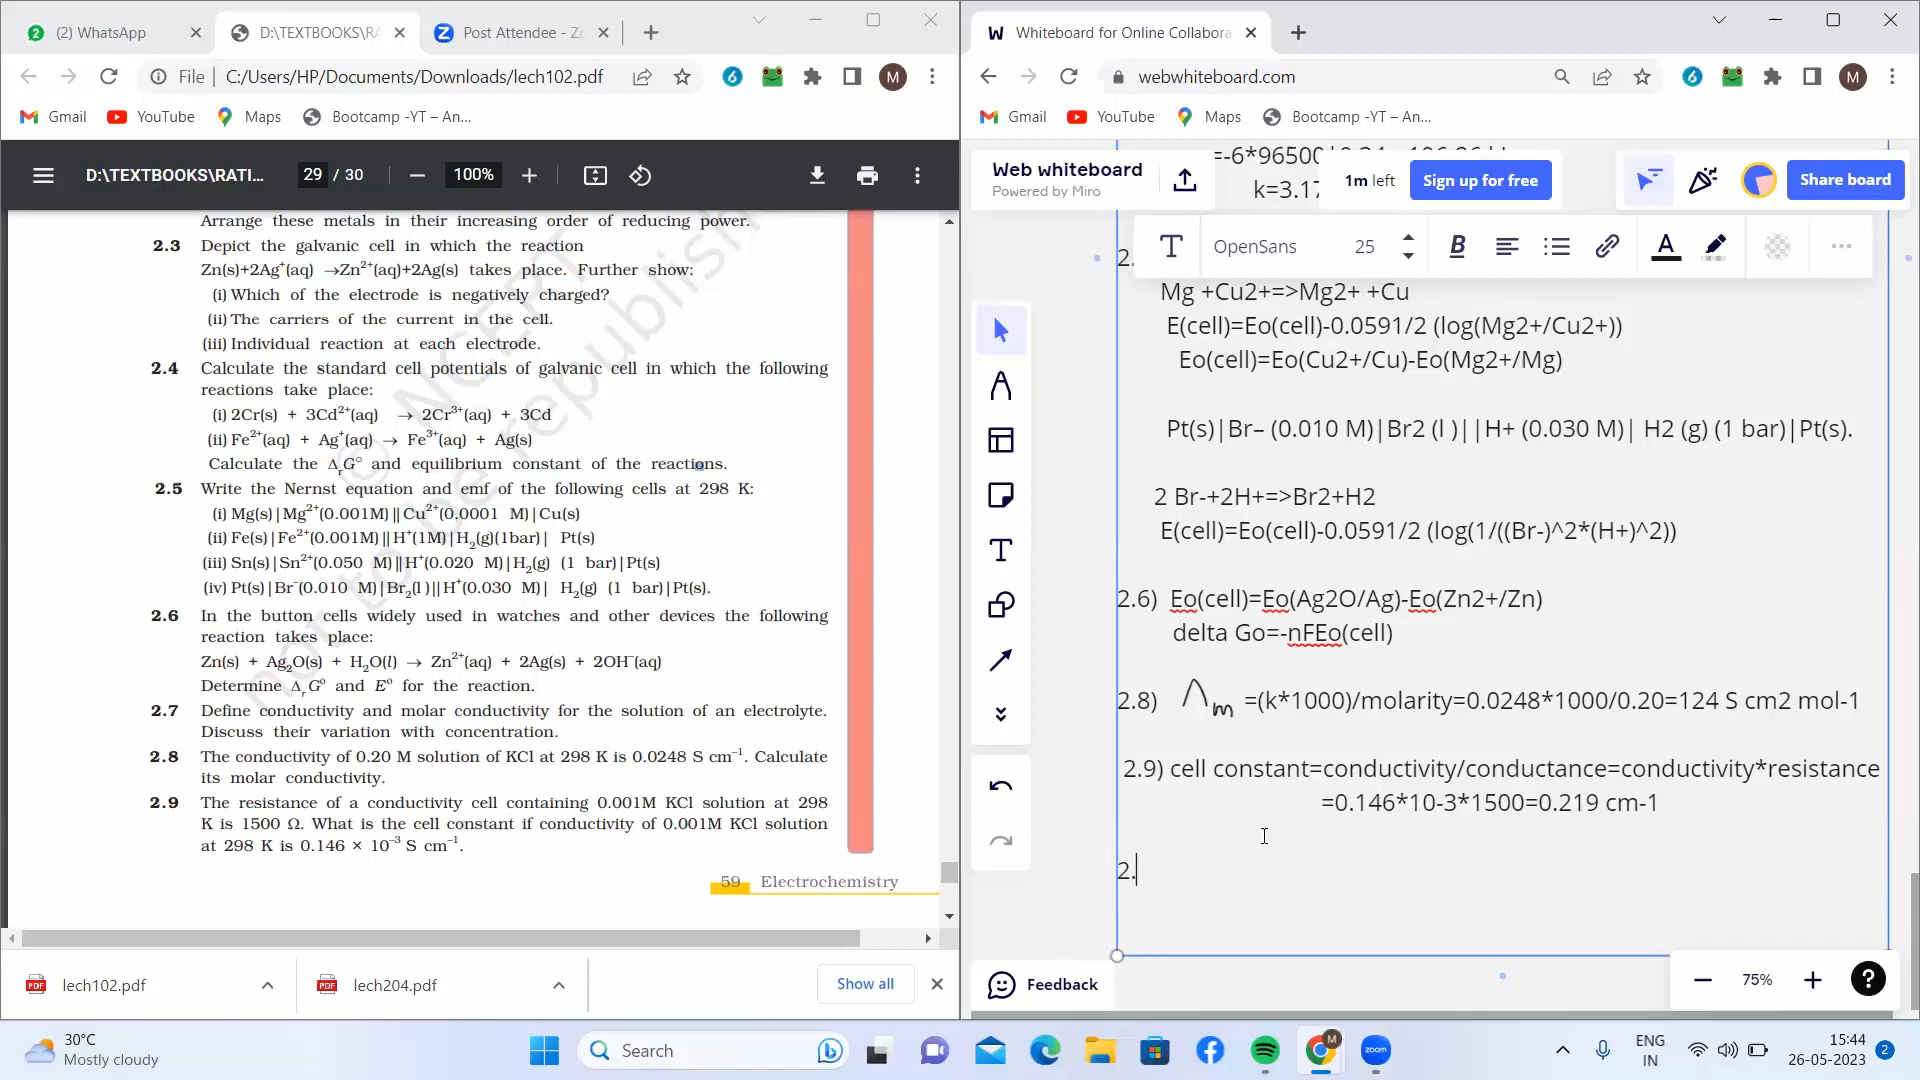 (2) WhatsApp
D:\TEXTBOOKS\RA
Post Attendee - Zo
File
C:/Users/HP/Documents/Downloads/lech102.pdf
M
Gmail
YouTube
Maps
Bootcamp -YT – An...
D:\TEXTBOOKS\RATI...
29 / 30
100%
Arrange these metals in their increasing order of reducing power.
2.3 Depict the galvanic cell in which the reaction
Zn(s)+2Ag⁺(aq) →Zn²⁺(aq)+2Ag(s) takes place. Further show:
(i) Which of the electrode is negatively charged?
(ii) The carriers of the current in the cell.
(iii) Individual reaction at each electrode.
2.4 Calculate the standard cell potentials of galvanic cell in which the following
reactions take place:
(i) 2Cr(s) + 3Cd²⁺(aq) → 2Cr³⁺(aq) + 3Cd
(ii) Fe²⁺(aq) + Ag⁺(aq) → Fe³⁺(aq) + Ag(s)
Calculate the ΔᵣG° and equilibrium constant of the reactions.
2.5 Write the Nernst equation and emf of the following cells at 298 K:
(i) Mg(s)|Mg²⁺(0.001M)||Cu²⁺(0.0001 M)|Cu(s)
(ii) Fe(s)|Fe²⁺(0.001M)||H⁺(1M)|H₂(g)(1bar)| Pt(s)
(iii) Sn(s)|Sn²⁺(0.050 M)||H⁺(0.020 M)|H₂(g) (1 bar)|Pt(s)
(iv) Pt(s)|Br⁻(0.010 M)|Br₂(l )||H⁺(0.030 M)| H₂(g) (1 bar)|Pt(s).
2.6 In the button cells widely used in watches and other devices the following
reaction takes place:
Zn(s) + Ag₂O(s) + H₂O(l) → Zn²⁺(aq) + 2Ag(s) + 2OH⁻(aq)
Determine ΔᵣG° and E° for the reaction.
2.7 Define conductivity and molar conductivity for the solution of an electrolyte.
Discuss their variation with concentration.
2.8 The conductivity of 0.20 M solution of KCl at 298 K is 0.0248 S cm⁻¹. Calculate
its molar conductivity.
2.9 The resistance of a conductivity cell containing 0.001M KCl solution at 298
K is 1500 Ω. What is the cell constant if conductivity of 0.001M KCl solution
at 298 K is 0.146 × 10⁻³ S cm⁻¹.
© NCERT
not to be republish
59 Electrochemistry
lech102.pdf
lech204.pdf
Show all
Whiteboard for Online Collabora
webwhiteboard.com
M
Gmail
YouTube
Maps
Bootcamp -YT – An...
Web whiteboard
Powered by Miro
k=3.17
1m left
Sign up for free
Share board
OpenSans
25
B
A
2.
Mg +Cu2+=>Mg2+ +Cu
E(cell)=Eo(cell)-0.0591/2 (log(Mg2+/Cu2+))
Eo(cell)=Eo(Cu2+/Cu)-Eo(Mg2+/Mg)
Pt(s)|Br– (0.010 M)|Br2 (l )||H+ (0.030 M)| H2 (g) (1 bar)|Pt(s).
2 Br-+2H+=>Br2+H2
E(cell)=Eo(cell)-0.0591/2 (log(1/((Br-)^2*(H+)^2))
2.6) Eo(cell)=Eo(Ag2O/Ag)-Eo(Zn2+/Zn)
delta Go=-nFEo(cell)
2.8) Λm =(k*1000)/molarity=0.0248*1000/0.20=124 S cm2 mol-1
2.9) cell constant=conductivity/conductance=conductivity*resistance
=0.146*10-3*1500=0.219 cm-1
2.
Feedback
75%
30°C
Mostly cloudy
Search
zoom
ENG
IN
15:44
26-05-2023
2